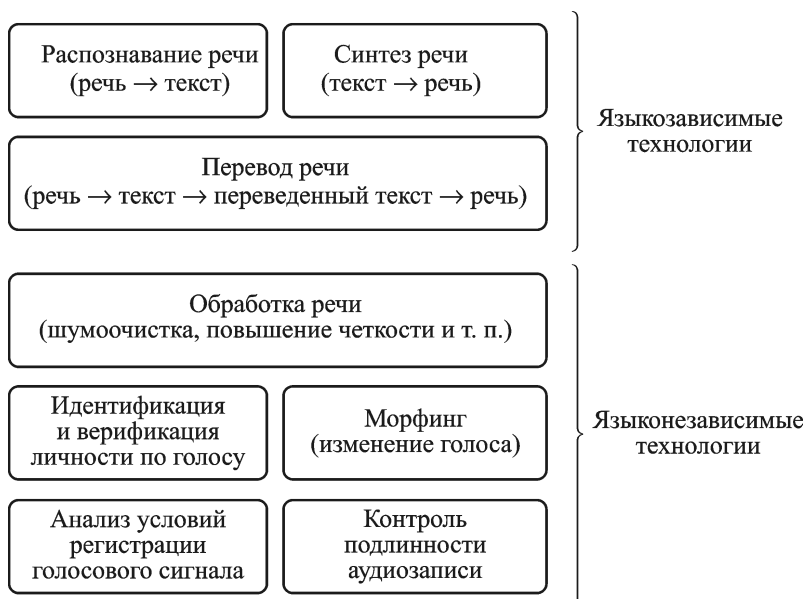 Распознавание речи
(речь → текст)
Синтез речи
(текст → речь)
Перевод речи
(речь → текст → переведенный текст → речь)
Языкозависимые
технологии
Обработка речи
(шумоочистка, повышение четкости и т. п.)
Идентификация
и верификация
личности по голосу
Морфинг
(изменение голоса)
Анализ условий
регистрации
голосового сигнала
Контроль
подлинности
аудиозаписи
Языконезависимые
технологии